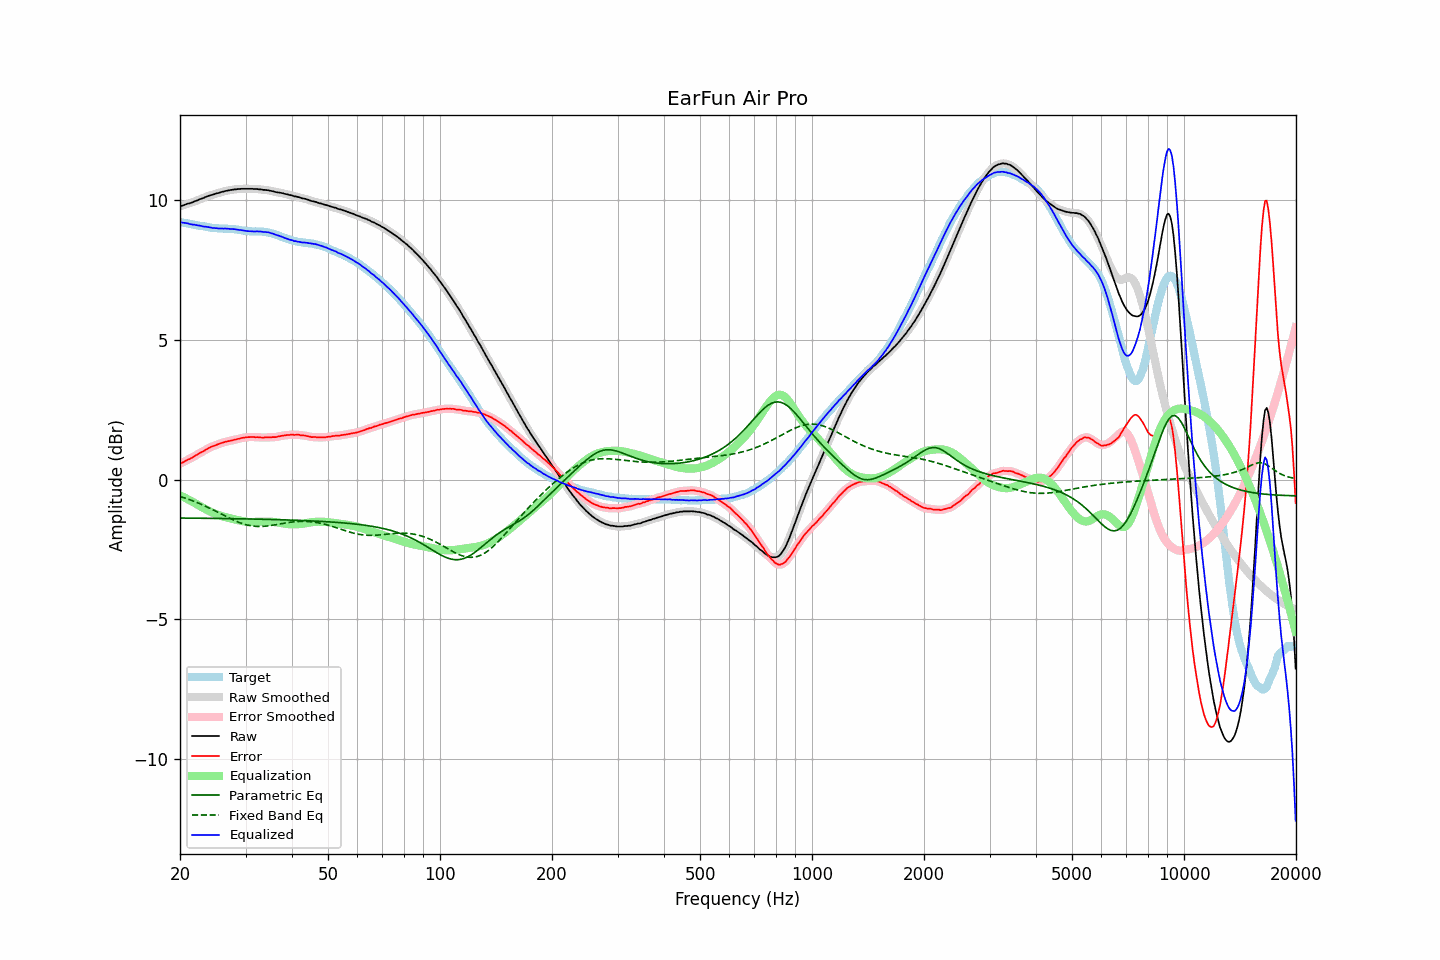 EarFun Air Pro
Amplitude (dBr)
10
5
0
−5
−10
Target
Raw Smoothed
Error Smoothed
Raw
Error
Equalization
Parametric Eq
Fixed Band Eq
Equalized
20
50
100
200
500
1000
2000
5000
10000
20000
Frequency (Hz)